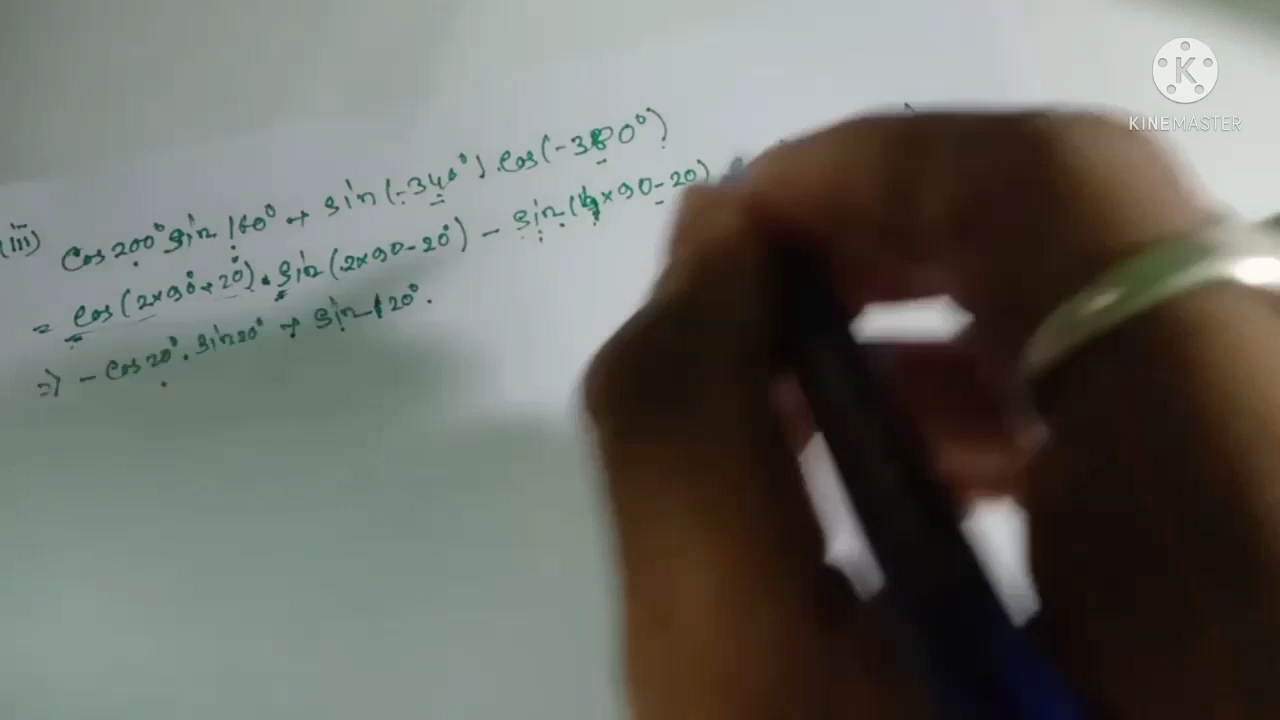 (iii) Cos 200° sin 160° + sin(-340°). Cos(-380°)
= Cos(2×90°+20°). sin(2×90-20°) - sin(4×90-20)
=> - Cos 20°. sin 20° + sin 20°.
K
KINEMASTER